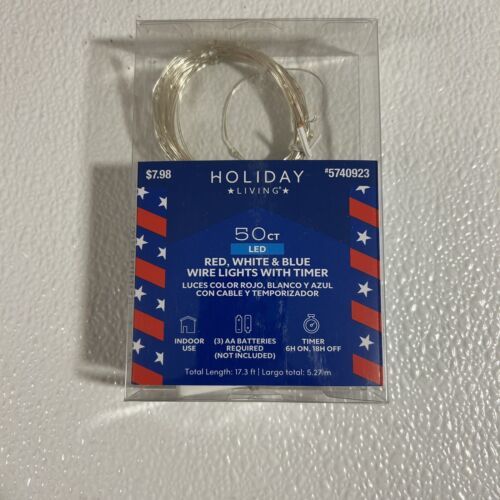 $7.98
HOLIDAY
★LIVING®★
#5740923
50CT
LED
RED, WHITE & BLUE
WIRE LIGHTS WITH TIMER
LUCES COLOR ROJO, BLANCO Y AZUL
CON CABLE Y TEMPORIZADOR
INDOOR
USE
(3) AA BATTERIES
REQUIRED
(NOT INCLUDED)
TIMER
6H ON, 18H OFF
Total Length: 17.3 ft | Largo total: 5.27 m